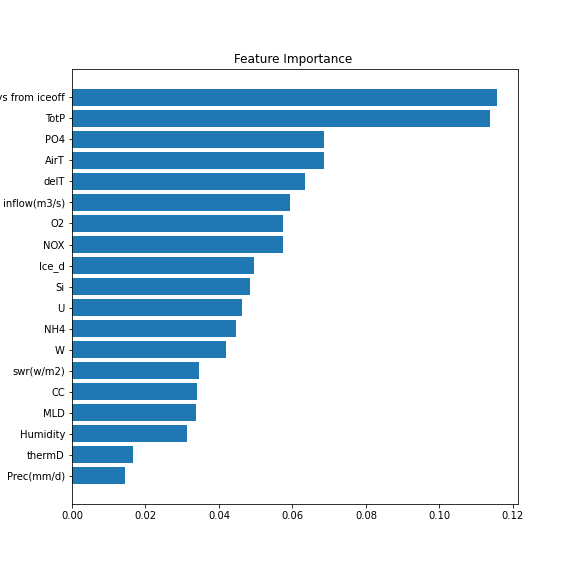 Feature Importance
ys from iceoff
TotP
PO4
AirT
delT
inflow(m3/s)
O2
NOX
Ice_d
Si
U
NH4
W
swr(w/m2)
CC
MLD
Humidity
thermD
Prec(mm/d)
0.00 0.02 0.04 0.06 0.08 0.10 0.12